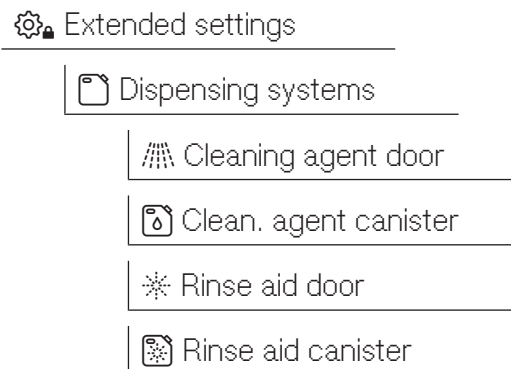 Extended settings
Dispensing systems
Cleaning agent door
Clean. agent canister
Rinse aid door
Rinse aid canister